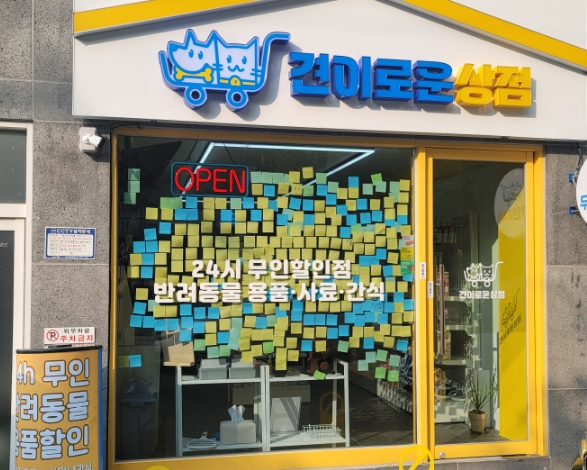 견이로운상점
OPEN
24시 무인할인점
반려동물 용품·사료·간식
견이로운상점
CCTV
외부차량
주차금지
24h 무인
반려동물
용품할인